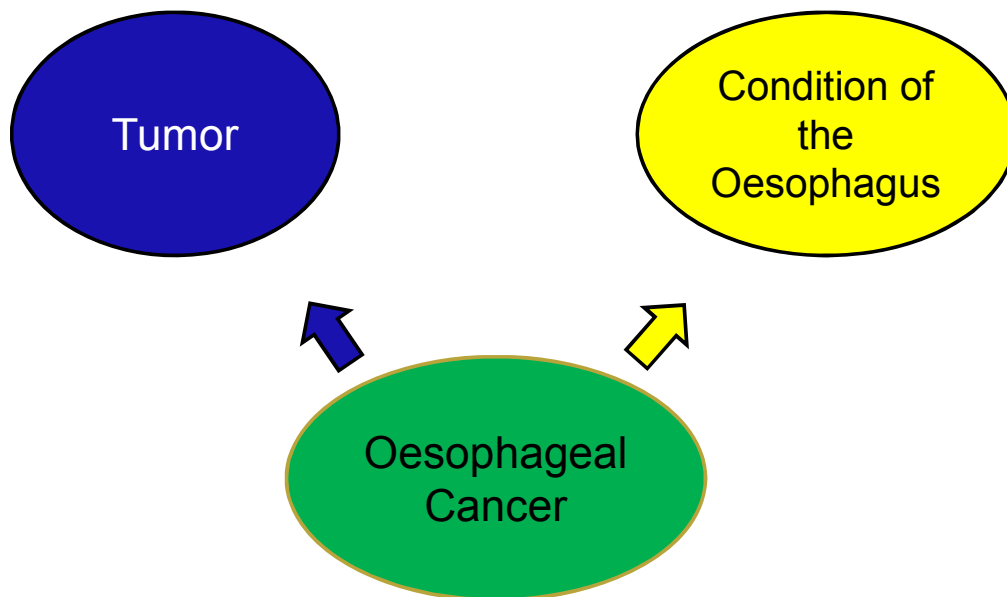 Tumor
Condition of
the
Oesophagus
Oesophageal
Cancer